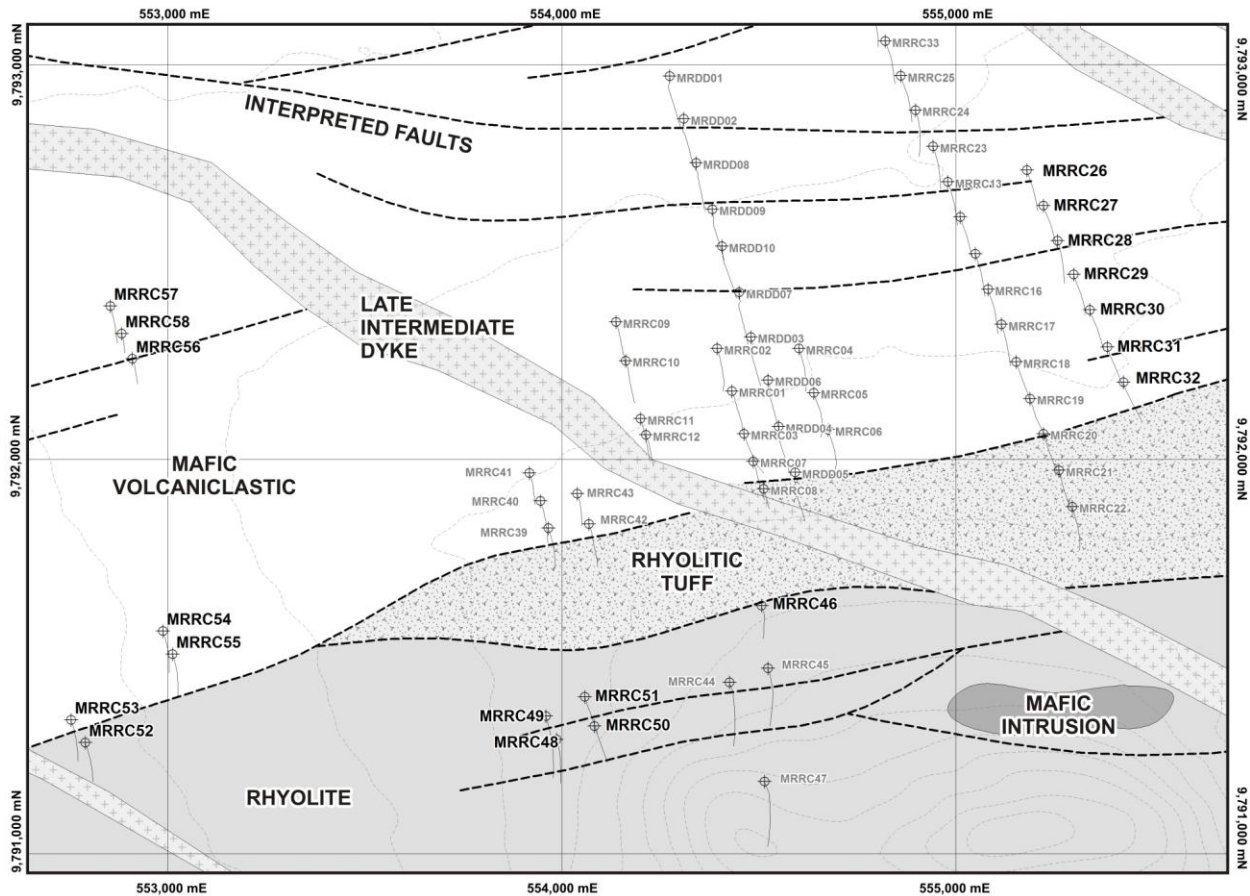 553,000 mE
554,000 mE
555,000 mE
9,793,000 mN
9,793,000 mN
MRRC33
MRDD01
MRRC25
INTERPRETED FAULTS
MRDD02
MRRC24
MRRC23
MRDD08
MRRC13
MRRC26
MRDD09
MRRC27
MRDD10
MRRC28
MRRC29
MRDD07
MRRC16
MRRC57
LATE
INTERMEDIATE
DYKE
MRRC09
MRRC30
MRRC58
MRRC17
MRDD03
MRRC56
MRRC02
MRRC04
MRRC31
MRRC10
MRRC18
MRDD06
MRRC32
MRRC01
MRRC05
MRRC19
MRRC11
MRDD04
MRRC12
MRRC03
MRRC06
MRRC20
9,792,000 mN
9,792,000 mN
MAFIC
VOLCANICLASTIC
MRRC41
MRRC07
MRDD05
MRRC21
MRRC43
MRRC08
MRRC40
MRRC22
MRRC39
MRRC42
RHYOLITIC
TUFF
MRRC46
MRRC54
MRRC55
MRRC45
MRRC44
MRRC51
MAFIC
INTRUSION
MRRC53
MRRC49
MRRC50
MRRC52
MRRC48
MRRC47
RHYOLITE
9,791,000 mN
9,791,000 mN
553,000 mE
554,000 mE
555,000 mE